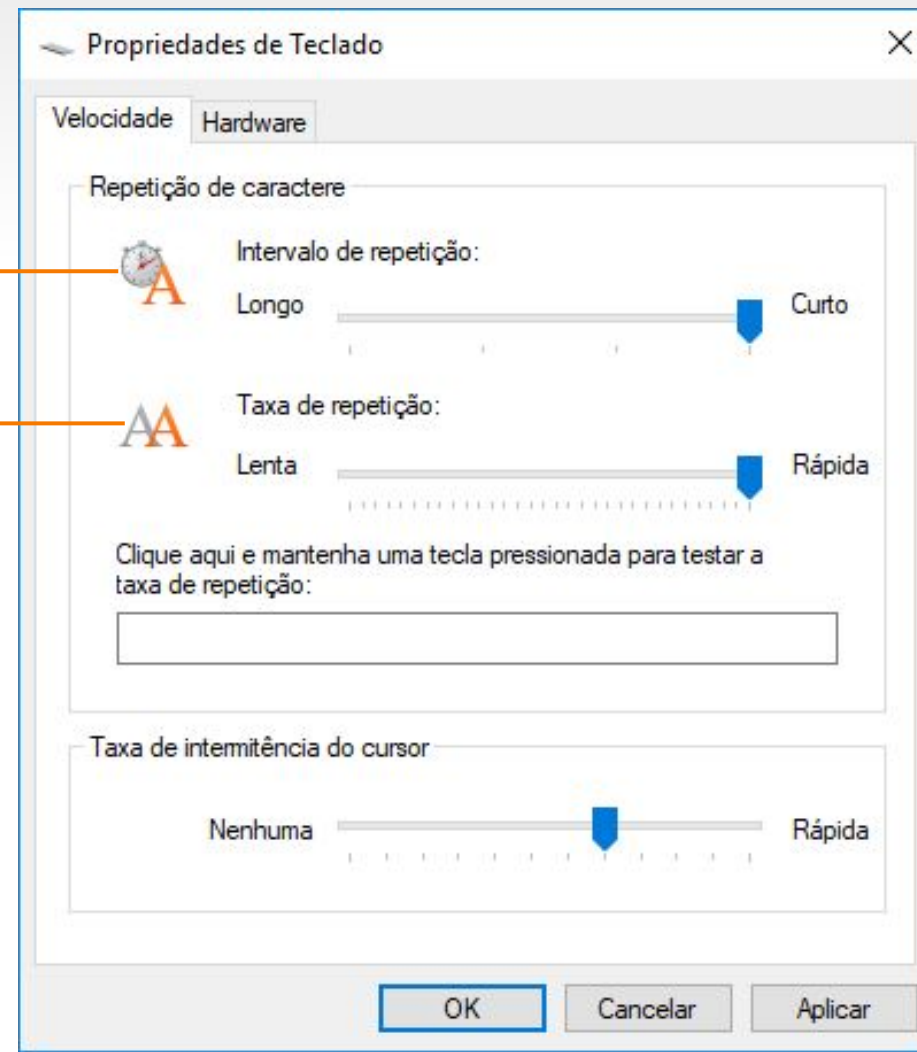 Propriedades de Teclado
Velocidade Hardware
Repetição de caractere
Intervalo de repetição:
Longo Curto
Taxa de repetição:
Lenta Rápida
Clique aqui e mantenha uma tecla pressionada para testar a
taxa de repetição:
Taxa de intermitência do cursor
Nenhuma Rápida
OK Cancelar Aplicar